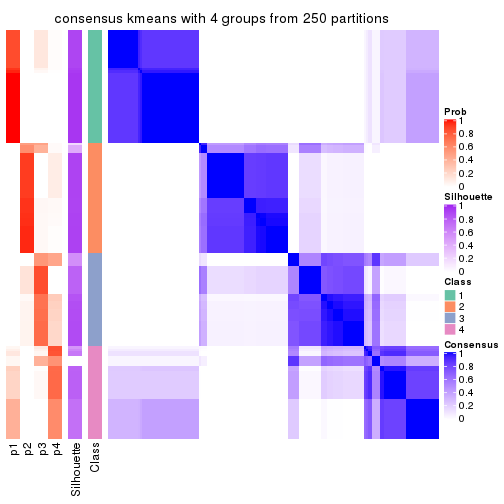 consensus kmeans with 4 groups from 250 partitions
Prob
1
0.8
0.6
0.4
0.2
0
Silhouette
1
0.8
0.6
0.4
0.2
0
Class
1
2
3
4
Consensus
1
0.8
0.6
0.4
0.2
0
p1
p2
p3
p4
Silhouette
Class